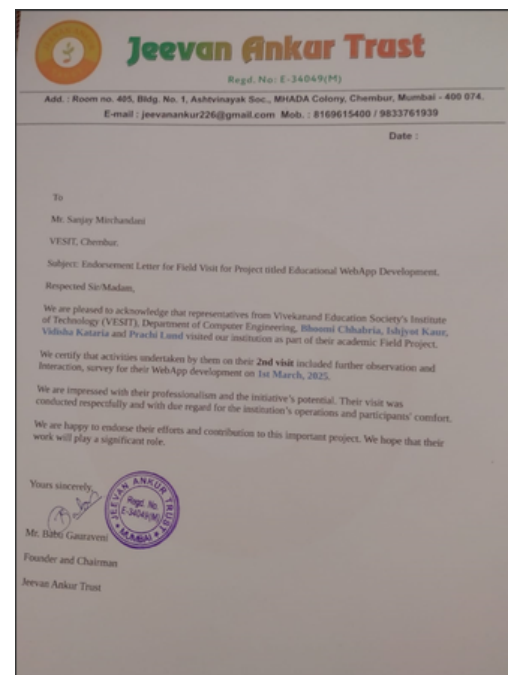 JEEVAN ANKUR
Jeevan Ankur Trust
Regd. No: E-34049(M)
Add. : Room no. 405, Bldg. No. 1, Ashtvinayak Soc., MHADA Colony, Chembur, Mumbai - 400 074.
E-mail : jeevanankur226@gmail.com Mob. : 8169615400 / 9833761939
Date :
To
Mr. Sanjay Mirchandani
VESIT, Chembur.
Subject: Endorsement Letter for Field Visit for Project titled Educational WebApp Development.
Respected Sir/Madam,
We are pleased to acknowledge that representatives from Vivekanand Education Society's Institute
of Technology (VESIT), Department of Computer Engineering, Bhoomi Chhabria, Ishjyot Kaur,
Vidisha Kataria and Prachi Lund visited our institution as part of their academic Field Project.
We certify that activities undertaken by them on their 2nd visit included further observation and
Interaction, survey for their WebApp development on 1st March, 2025.
We are impressed with their professionalism and the initiative's potential. Their visit was
conducted respectfully and with due regard for the institution's operations and participants' comfort.
We are happy to endorse their efforts and contribution to this important project. We hope that their
work will play a significant role.
Yours sincerely,
JEEVAN ANKUR TRUST
Regd. No.
E-34049(M)
MUMBAI
Mr. Babu Gauraveni
Founder and Chairman
Jeevan Ankur Trust